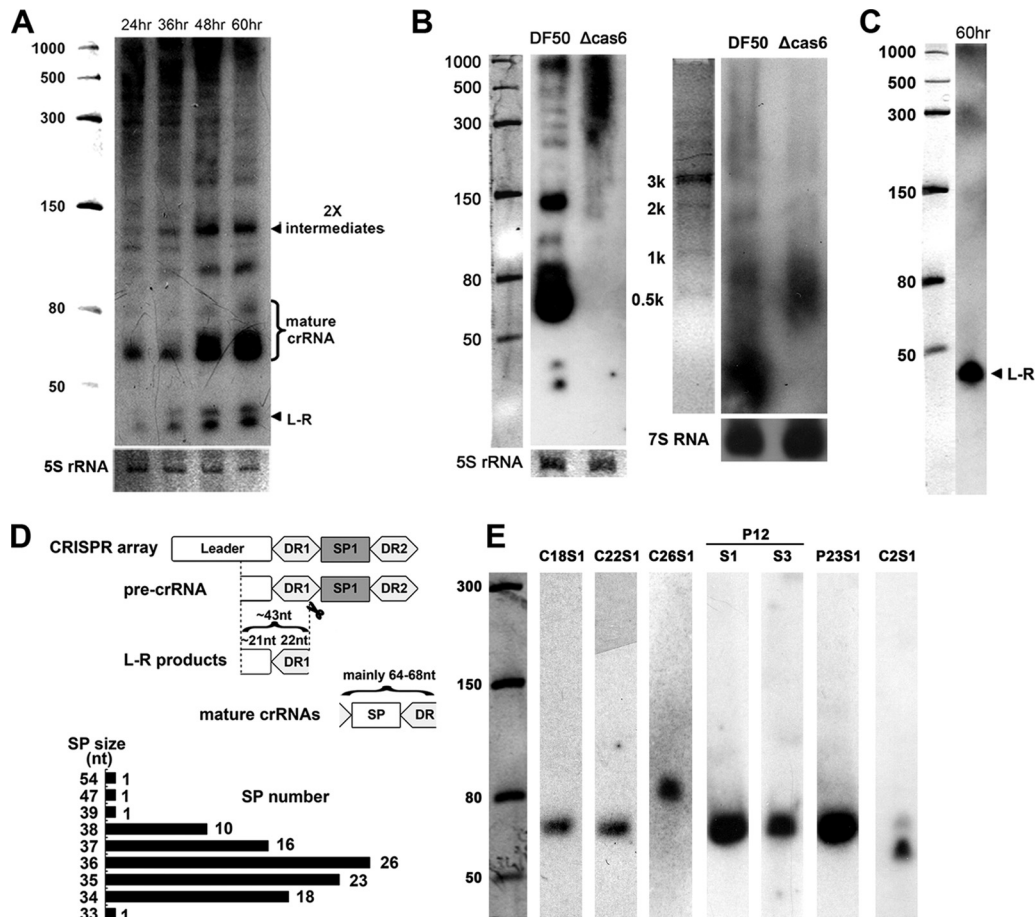 A
24hr 36hr 48hr 60hr
1000
500
300
150
80
50
2X
intermediates
mature
crRNA
L-R
5S rRNA
B
DF50 Δcas6
1000
500
300
150
80
50
5S rRNA
DF50 Δcas6
3k
2k
1k
0.5k
7S RNA
C
60hr
1000
500
300
150
80
50
L-R
D
CRISPR array
Leader DR1 SP1 DR2
pre-crRNA
DR1 SP1 DR2
~43nt
~21nt 22nt
L-R products
DR1
mainly 64-68nt
mature crRNAs
SP DR
SP size
(nt)
SP number
54 1
47 1
39 1
38 10
37 16
36 26
35 23
34 18
33 1
E
P12
C18S1 C22S1 C26S1 S1 S3 P23S1 C2S1
300
150
80
50